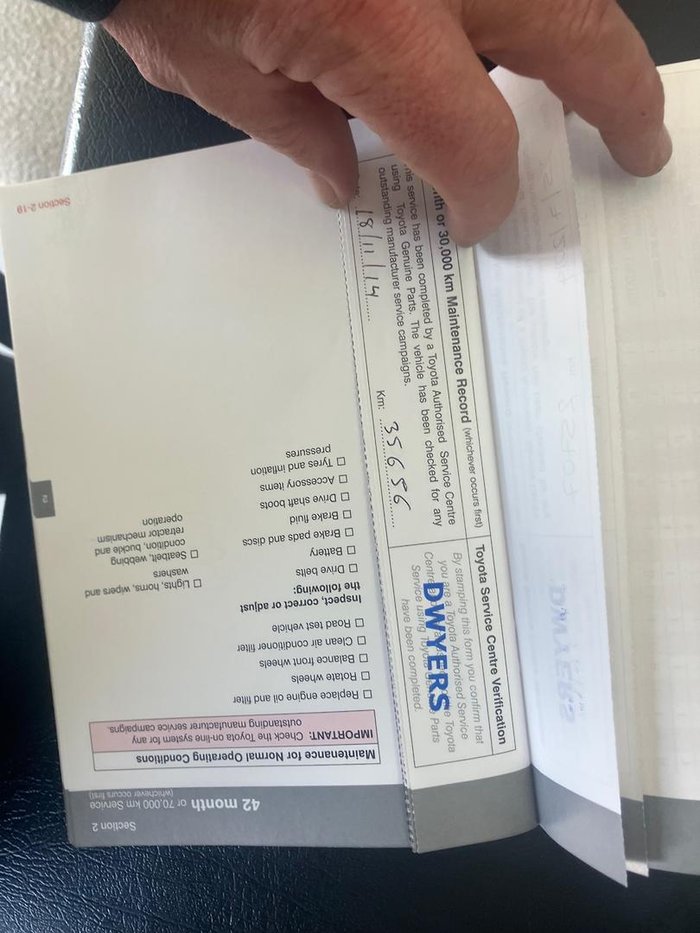 nth or 30,000 km Maintenance Record (whichever occurs first)
his service has been completed by a Toyota Authorised Service Centre
using Toyota Genuine Parts. The vehicle has been checked for any
outstanding manufacturer service campaigns.
18/11/14 Km: 35656
Toyota Service Centre Verification
By stamping this form you confirm that
you are a Toyota Authorised Service
Toyota
Service using Parts
have been completed.
DWYERS
Section 2
42 month or 70,000 km Service
(whichever occurs first)
Maintenance for Normal Operating Conditions
IMPORTANT: Check the Toyota on-line system for any
outstanding manufacturer service campaigns.
Replace engine oil and filter
Rotate wheels
Balance front wheels
Clean air conditioner filter
Road test vehicle
Inspect, correct or adjust
the following:
Drive belts
Battery
Brake pads and discs
Brake fluid
Drive shaft boots
Accessory items
Tyres and inflation
pressures
Lights, horns, wipers and
washers
Seatbelt, webbing,
condition, buckle and
retractor mechanism
operation
Section 2-19